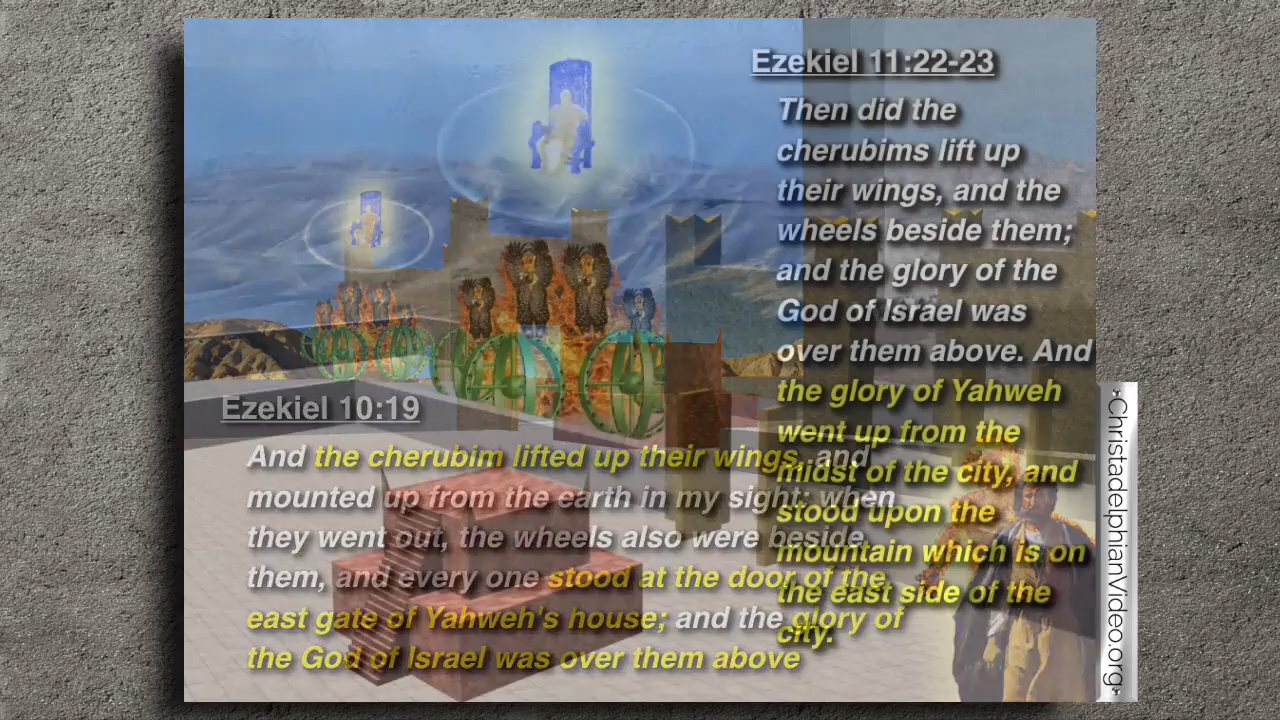 Ezekiel 11:22-23
Then did the
cherubims lift up
their wings, and the
wheels beside them;
and the glory of the
God of Israel was
over them above. And
the glory of Yahweh
went up from the
midst of the city, and
stood upon the
mountain which is on
the east side of the
city.
Ezekiel 10:19
And the cherubim lifted up their wings, and
mounted up from the earth in my sight: when
they went out, the wheels also were beside
them, and every one stood at the door of the
east gate of Yahweh's house; and the glory of
the God of Israel was over them above
•ChristadelphianVideo.org•